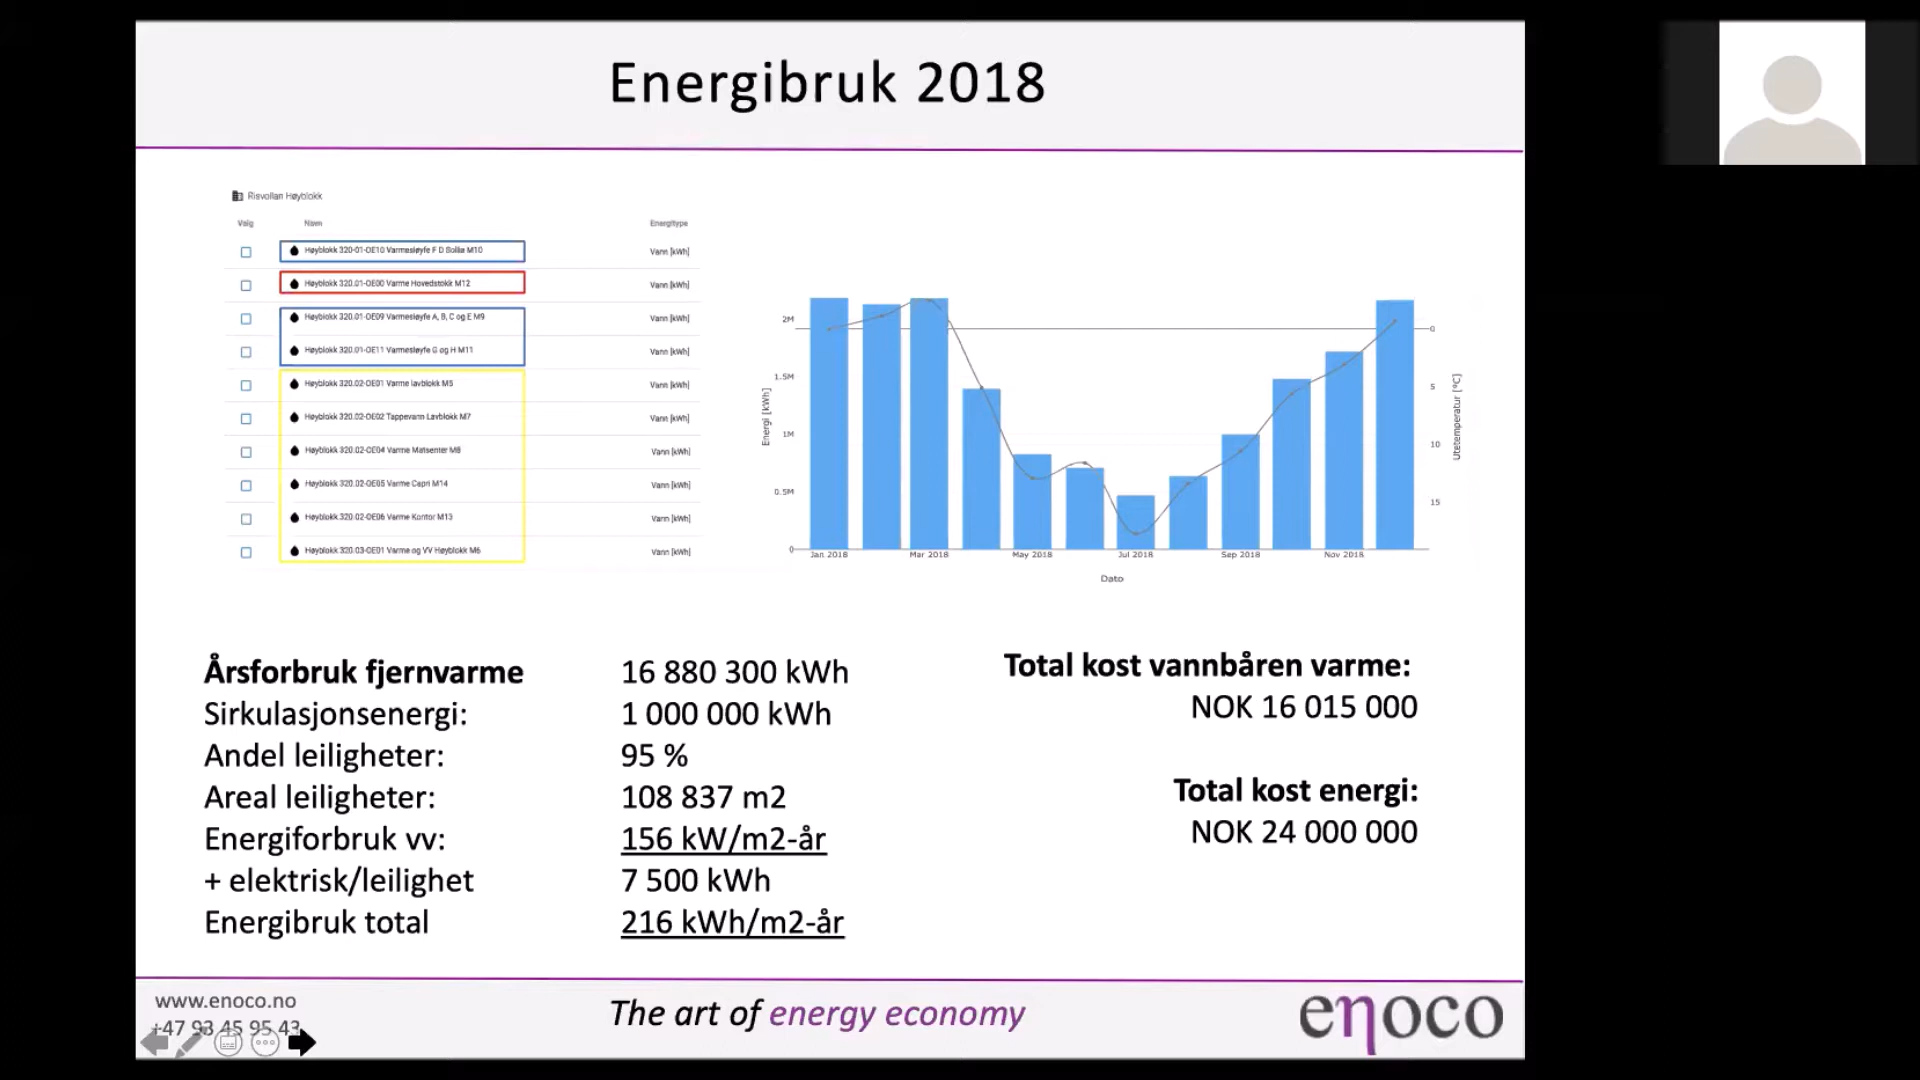 Energibruk 2018
Risvollan Høyblokk
Valg Navn Energitype
Høyblokk 320-01-OE10 Varmesløyfe F D Sollia M10 Vann [kWh]
Høyblokk 320.01-OE00 Varme Hovedstokk M12 Vann [kWh]
Høyblokk 320.01-OE09 Varmesløyfe A, B, C og E M9 Vann [kWh]
Høyblokk 320.01-OE11 Varmesløyfe G og H M11 Vann [kWh]
Høyblokk 320.02-OE01 Varme lavblokk M5 Vann [kWh]
Høyblokk 320.02-OE02 Tappevann Lavblokk M7 Vann [kWh]
Høyblokk 320.02-OE04 Varme Møtsenter M8 Vann [kWh]
Høyblokk 320.02-OE05 Varme Capri M14 Vann [kWh]
Høyblokk 320.02-OE06 Varme Kontor M13 Vann [kWh]
Høyblokk 320.03-OE01 Varme og VV Høyblokk M6 Vann [kWh]
Energi [kWh]
2M
1.5M
1M
0.5M
0
0
5
10
15
Utetemperatur [°C]
Jan 2018 Mar 2018 May 2018 Jul 2018 Sep 2018 Nov 2018
Dato
Årsforbruk fjernvarme 16 880 300 kWh
Sirkulasjonsenergi: 1 000 000 kWh
Andel leiligheter: 95 %
Areal leiligheter: 108 837 m2
Energiforbruk vv: 156 kW/m2-år
+ elektrisk/leilighet 7 500 kWh
Energibruk total 216 kWh/m2-år
Total kost vannbåren varme:
NOK 16 015 000
Total kost energi:
NOK 24 000 000
www.enoco.no
+47 93 45 95 43
The art of energy economy
enoco